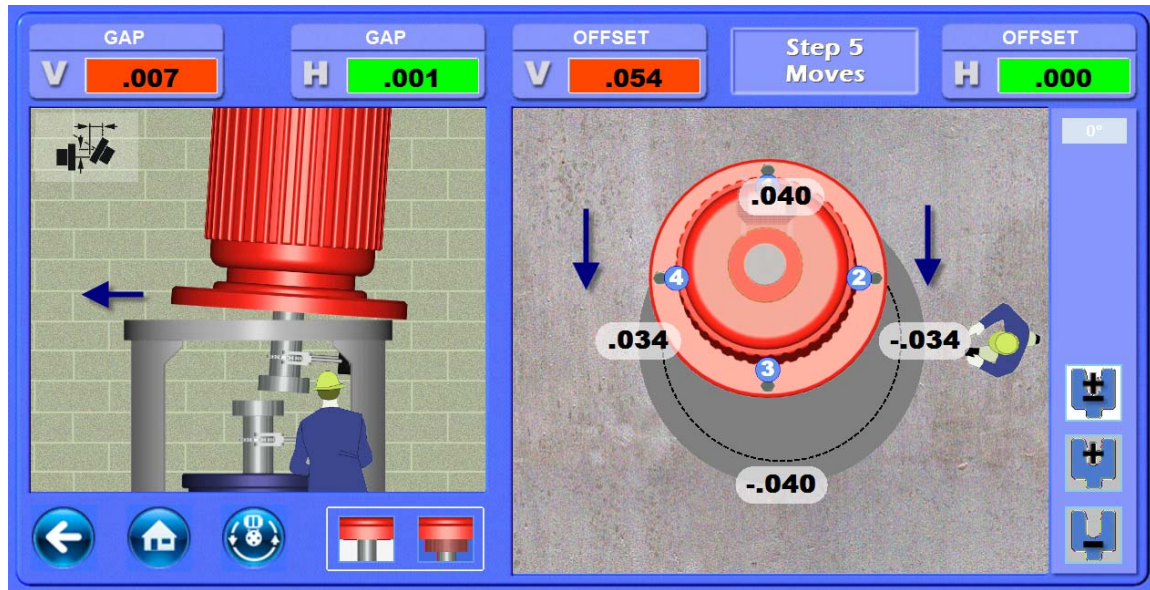 GAP
V .007
GAP
H .001
OFFSET
V .054
Step 5
Moves
OFFSET
H .000
0°
.040
4
2
.034
-.034
3
-.040
+
-
+
-